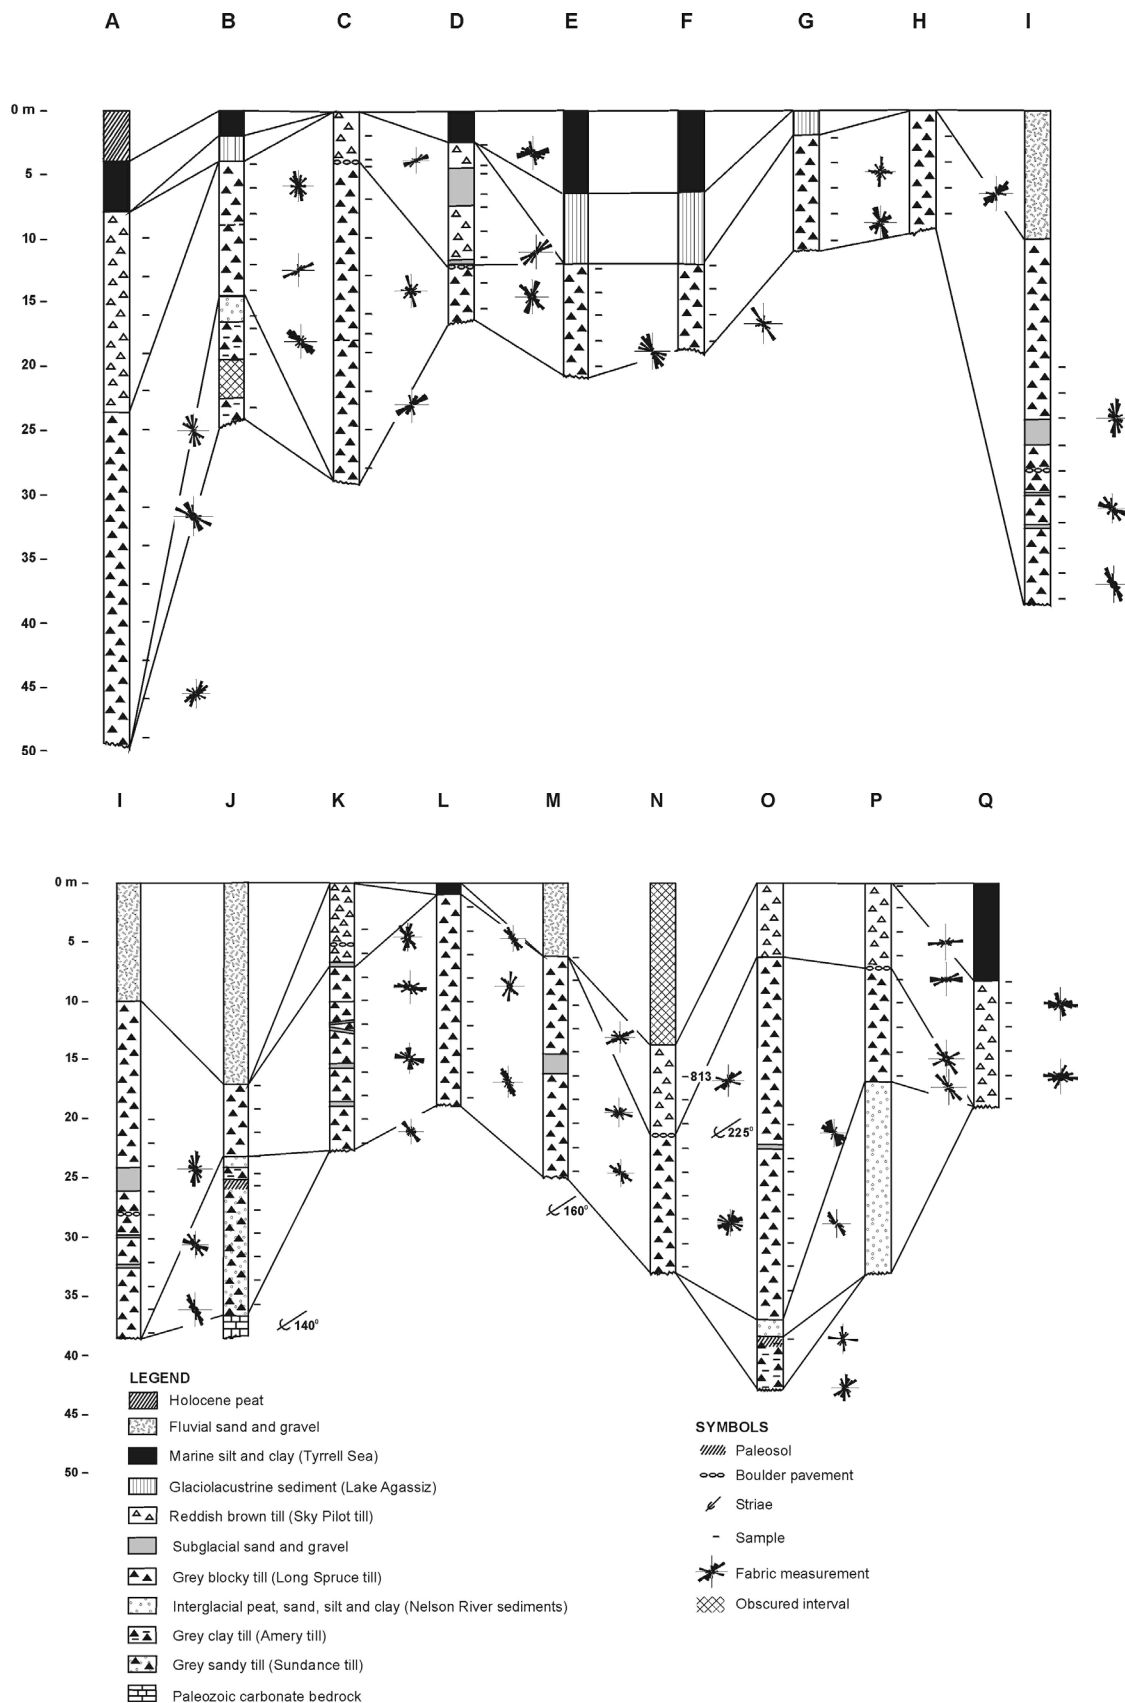 A B C D E F G H I
0 m –
5 –
10 –
15 –
20 –
25 –
30 –
35 –
40 –
45 –
50 –
I J K L M N O P Q
0 m –
5 –
10 –
15 –
813
20 –
225°
25 –
160°
30 –
35 –
140°
40 –
45 –
50 –
LEGEND
Holocene peat
Fluvial sand and gravel
Marine silt and clay (Tyrrell Sea)
Glaciolacustrine sediment (Lake Agassiz)
Reddish brown till (Sky Pilot till)
Subglacial sand and gravel
Grey blocky till (Long Spruce till)
Interglacial peat, sand, silt and clay (Nelson River sediments)
Grey clay till (Amery till)
Grey sandy till (Sundance till)
Paleozoic carbonate bedrock
SYMBOLS
Paleosol
Boulder pavement
Striae
Sample
Fabric measurement
Obscured interval